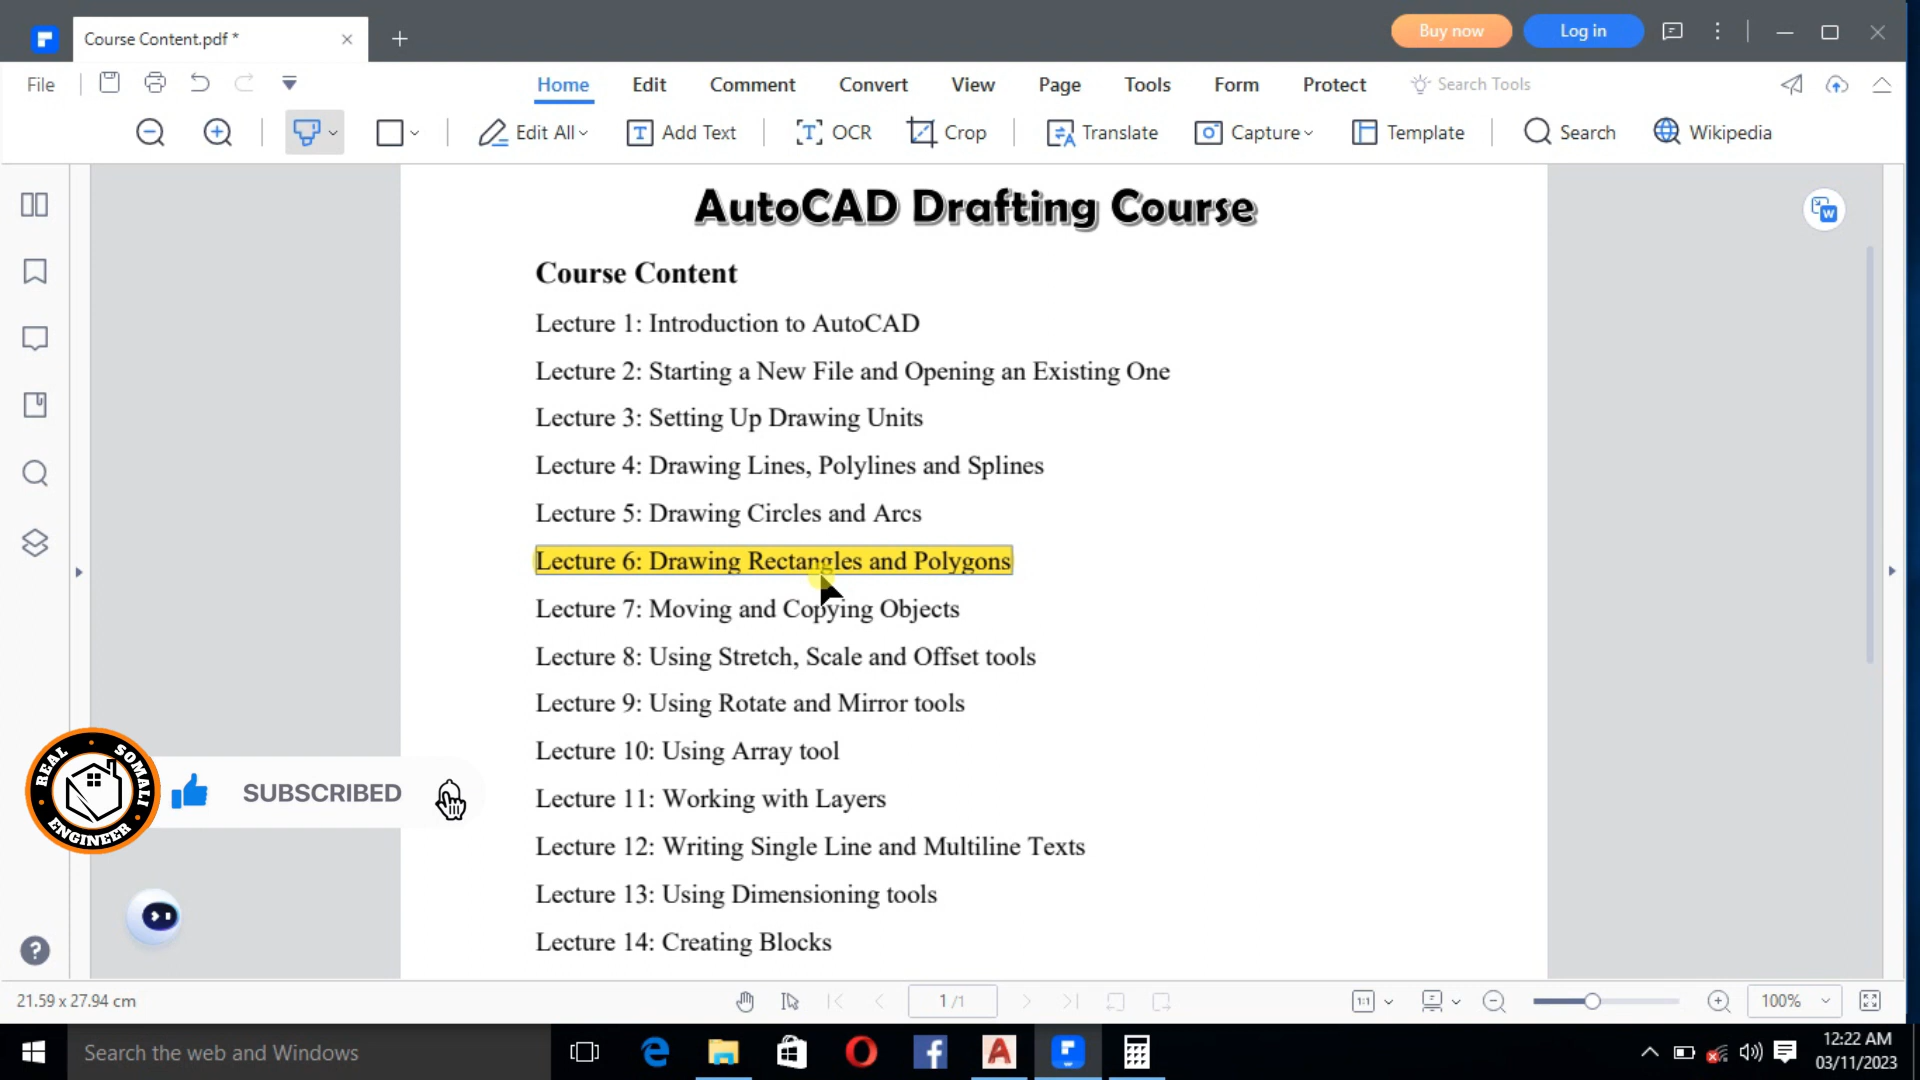 Course Content.pdf *
Buy now
Log in
File
Home
Edit
Comment
Convert
View
Page
Tools
Form
Protect
Search Tools
Edit All
Add Text
OCR
Crop
Translate
Capture
Template
Search
Wikipedia
AutoCAD Drafting Course
Course Content
Lecture 1: Introduction to AutoCAD
Lecture 2: Starting a New File and Opening an Existing One
Lecture 3: Setting Up Drawing Units
Lecture 4: Drawing Lines, Polylines and Splines
Lecture 5: Drawing Circles and Arcs
Lecture 6: Drawing Rectangles and Polygons
Lecture 7: Moving and Copying Objects
Lecture 8: Using Stretch, Scale and Offset tools
Lecture 9: Using Rotate and Mirror tools
Lecture 10: Using Array tool
Lecture 11: Working with Layers
Lecture 12: Writing Single Line and Multiline Texts
Lecture 13: Using Dimensioning tools
Lecture 14: Creating Blocks
REAL SOMALI ENGINEER
SUBSCRIBED
21.59 x 27.94 cm
1 /1
1:1
100%
Search the web and Windows
12:22 AM
03/11/2023